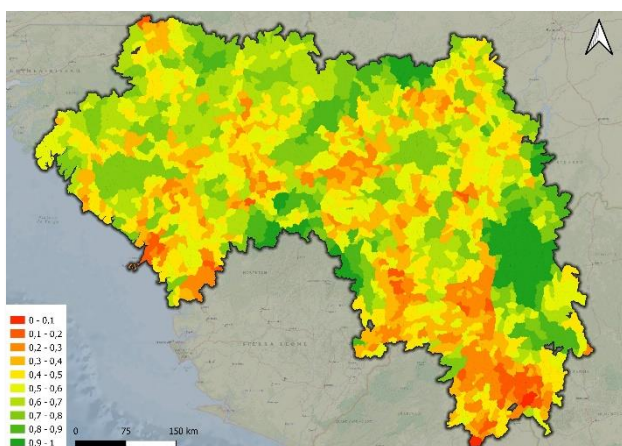 SIERRA LEONE
0 - 0,1
0,1 - 0,2
0,2 - 0,3
0,3 - 0,4
0,4 - 0,5
0,5 - 0,6
0,6 - 0,7
0,7 - 0,8
0,8 - 0,9
0,9 - 1
0 75 150 km